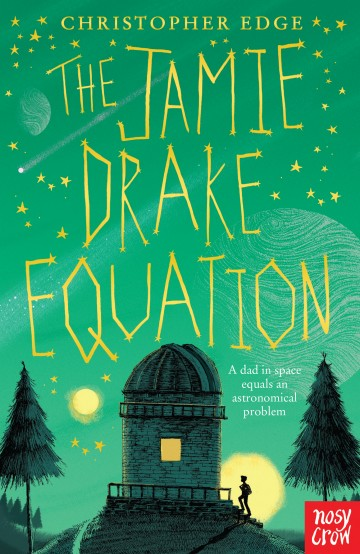 CHRISTOPHER EDGE
THE JAMIE
DRAKE
EQUATION
A dad in space
equals an
astronomical
problem
nosy
crow